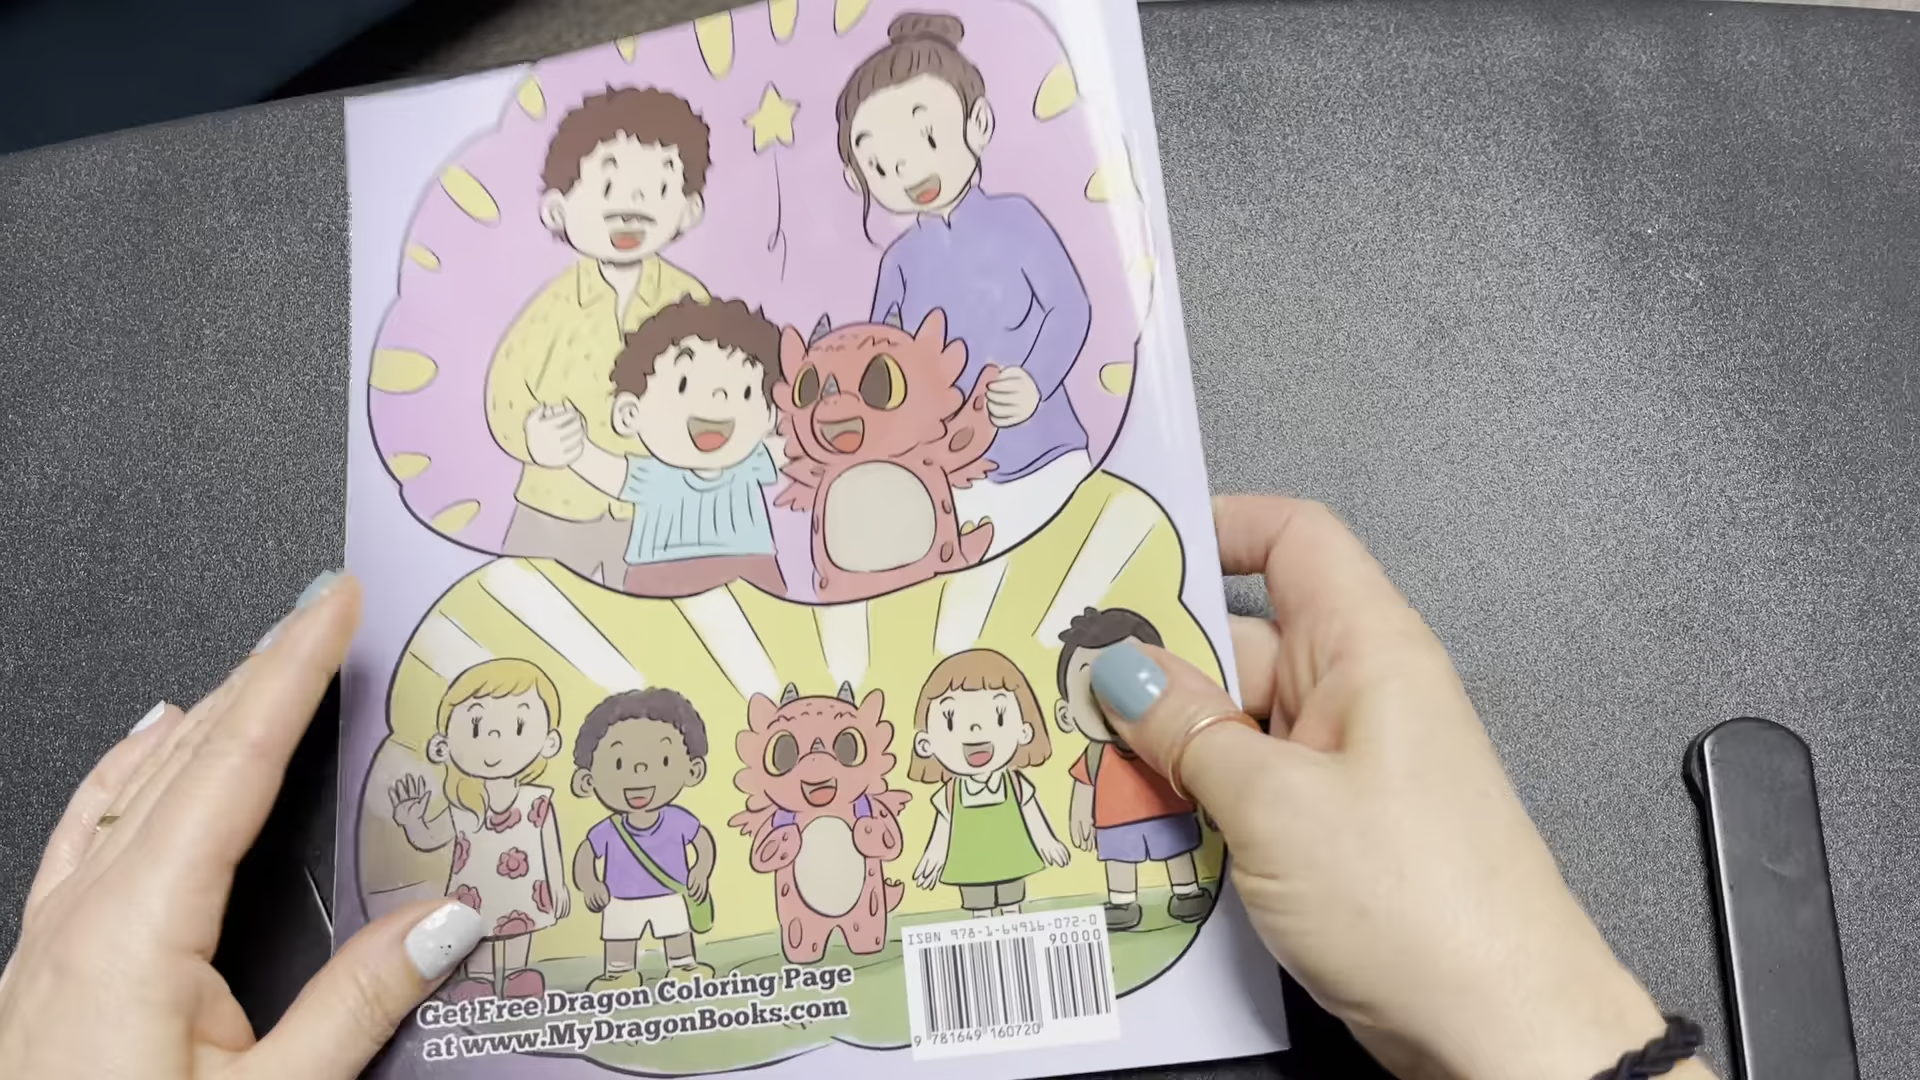 ISBN 978-1-64916-072-0
90000
Get Free Dragon Coloring Page
at www.MyDragonBooks.com
9 781649 160720